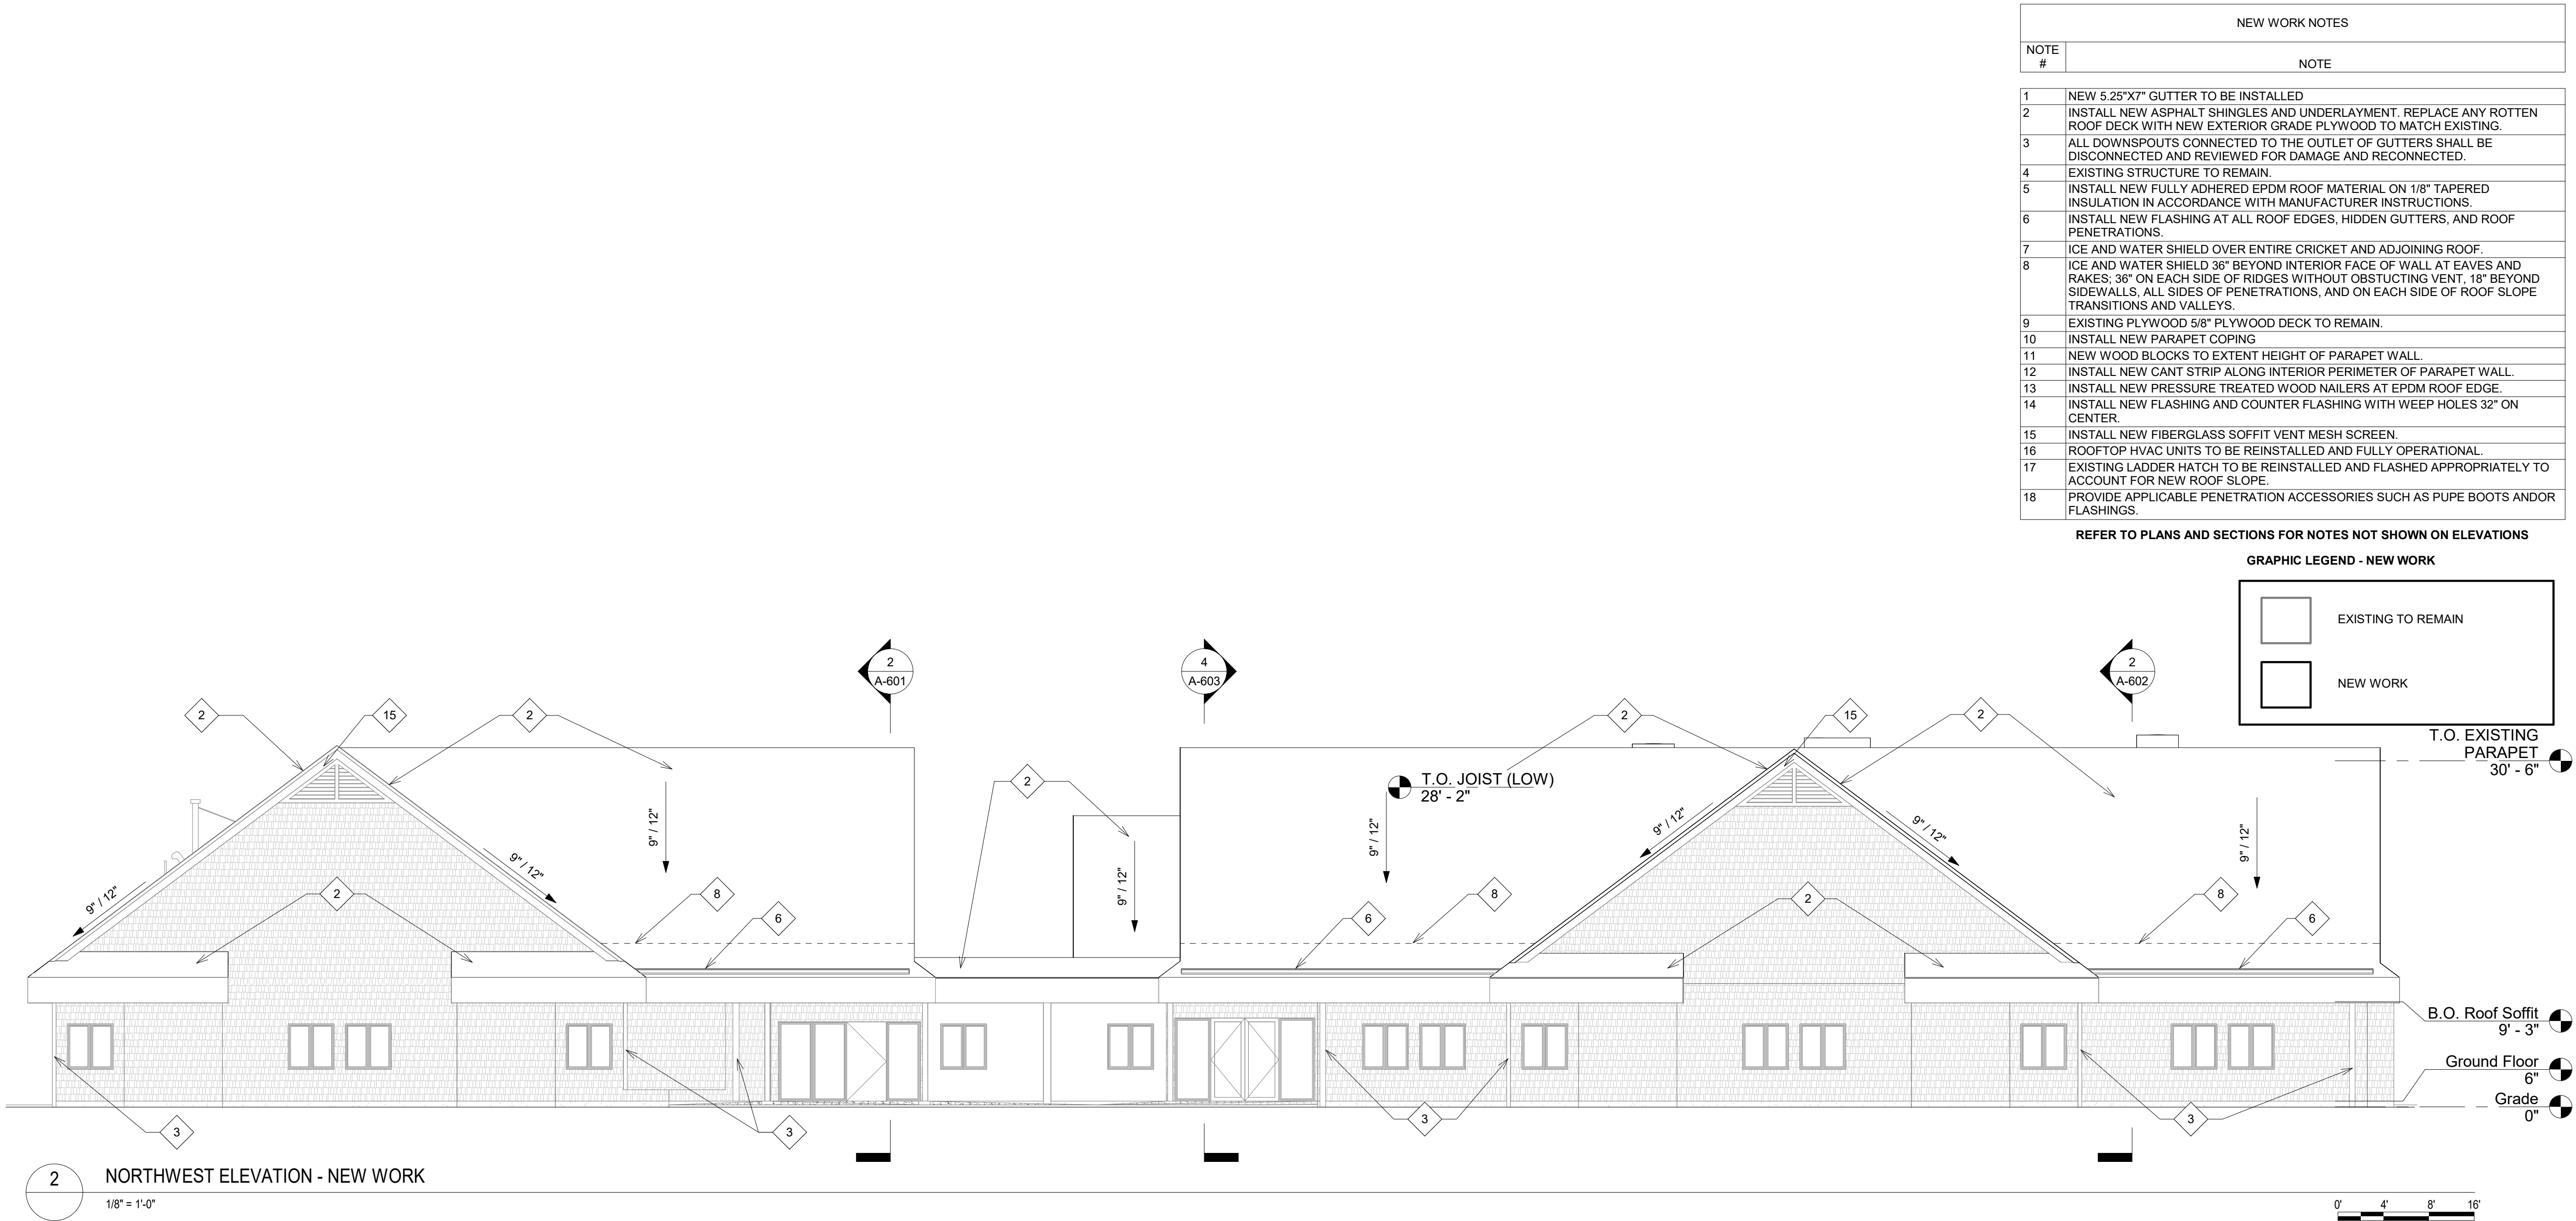 NEW WORK NOTES
NOTE
#
NOTE
1 NEW 5.25"X7" GUTTER TO BE INSTALLED
2 INSTALL NEW ASPHALT SHINGLES AND UNDERLAYMENT. REPLACE ANY ROTTEN
ROOF DECK WITH NEW EXTERIOR GRADE PLYWOOD TO MATCH EXISTING.
3 ALL DOWNSPOUTS CONNECTED TO THE OUTLET OF GUTTERS SHALL BE
DISCONNECTED AND REVIEWED FOR DAMAGE AND RECONNECTED.
4 EXISTING STRUCTURE TO REMAIN.
5 INSTALL NEW FULLY ADHERED EPDM ROOF MATERIAL ON 1/8" TAPERED
INSULATION IN ACCORDANCE WITH MANUFACTURER INSTRUCTIONS.
6 INSTALL NEW FLASHING AT ALL ROOF EDGES, HIDDEN GUTTERS, AND ROOF
PENETRATIONS.
7 ICE AND WATER SHIELD OVER ENTIRE CRICKET AND ADJOINING ROOF.
8 ICE AND WATER SHIELD 36" BEYOND INTERIOR FACE OF WALL AT EAVES AND
RAKES; 36" ON EACH SIDE OF RIDGES WITHOUT OBSTUCTING VENT, 18" BEYOND
SIDEWALLS, ALL SIDES OF PENETRATIONS, AND ON EACH SIDE OF ROOF SLOPE
TRANSITIONS AND VALLEYS.
9 EXISTING PLYWOOD 5/8" PLYWOOD DECK TO REMAIN.
10 INSTALL NEW PARAPET COPING
11 NEW WOOD BLOCKS TO EXTENT HEIGHT OF PARAPET WALL.
12 INSTALL NEW CANT STRIP ALONG INTERIOR PERIMETER OF PARAPET WALL.
13 INSTALL NEW PRESSURE TREATED WOOD NAILERS AT EPDM ROOF EDGE.
14 INSTALL NEW FLASHING AND COUNTER FLASHING WITH WEEP HOLES 32" ON
CENTER.
15 INSTALL NEW FIBERGLASS SOFFIT VENT MESH SCREEN.
16 ROOFTOP HVAC UNITS TO BE REINSTALLED AND FULLY OPERATIONAL.
17 EXISTING LADDER HATCH TO BE REINSTALLED AND FLASHED APPROPRIATELY TO
ACCOUNT FOR NEW ROOF SLOPE.
18 PROVIDE APPLICABLE PENETRATION ACCESSORIES SUCH AS PUPE BOOTS ANDOR
FLASHINGS.
REFER TO PLANS AND SECTIONS FOR NOTES NOT SHOWN ON ELEVATIONS
GRAPHIC LEGEND - NEW WORK
EXISTING TO REMAIN
NEW WORK
2
A-601
4
A-603
2
A-602
2
15
2
2
15
2
T.O. EXISTING
PARAPET
30' - 6"
2
T.O. JOIST (LOW)
28' - 2"
9" / 12"
9" / 12"
9" / 12"
9" / 12"
9" / 12"
9" / 12"
9" / 12"
9" / 12"
9" / 12"
2
8
6
8
6
2
8
6
B.O. Roof Soffit
9' - 3"
Ground Floor
6"
Grade
0"
3
3
3
3
2
NORTHWEST ELEVATION - NEW WORK
1/8" = 1'-0"
0' 4' 8' 16'